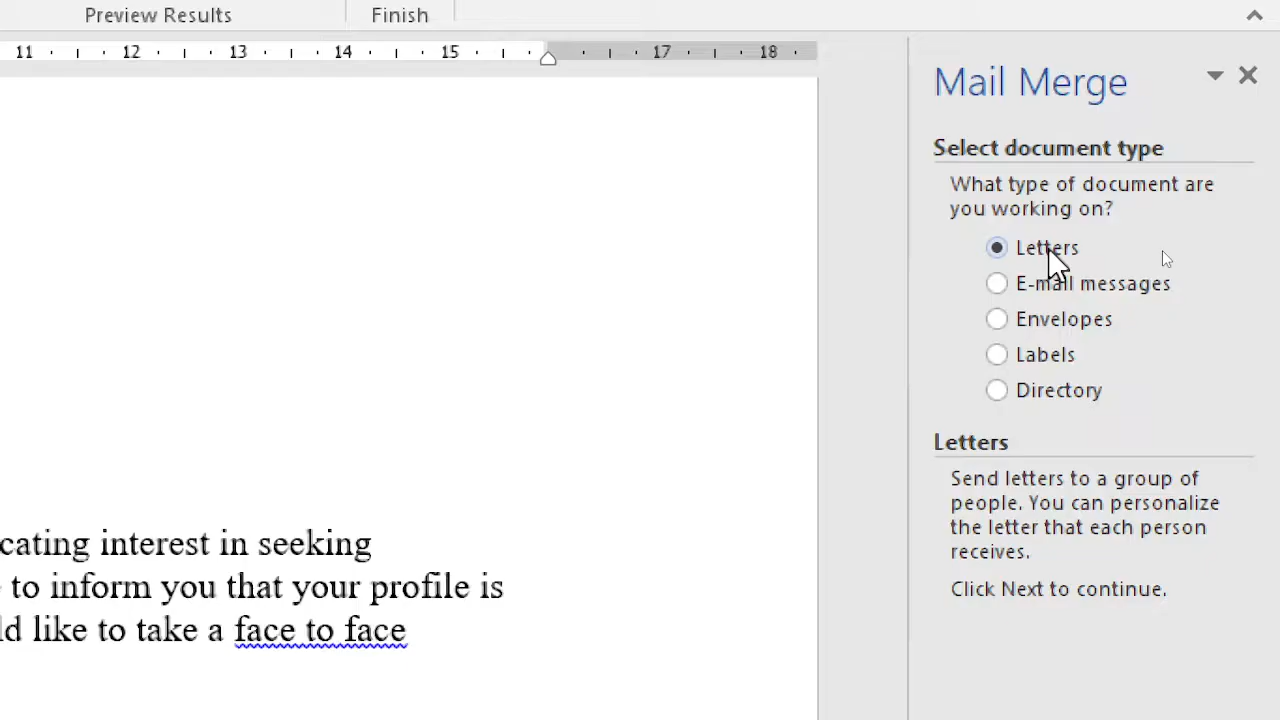 Preview Results
Finish
11 12 13 14 15 17 18
Mail Merge
Select document type
What type of document are
you working on?
Letters
E-mail messages
Envelopes
Labels
Directory
Letters
Send letters to a group of
people. You can personalize
the letter that each person
receives.
Click Next to continue.
cating interest in seeking
to inform you that your profile is
ld like to take a face to face